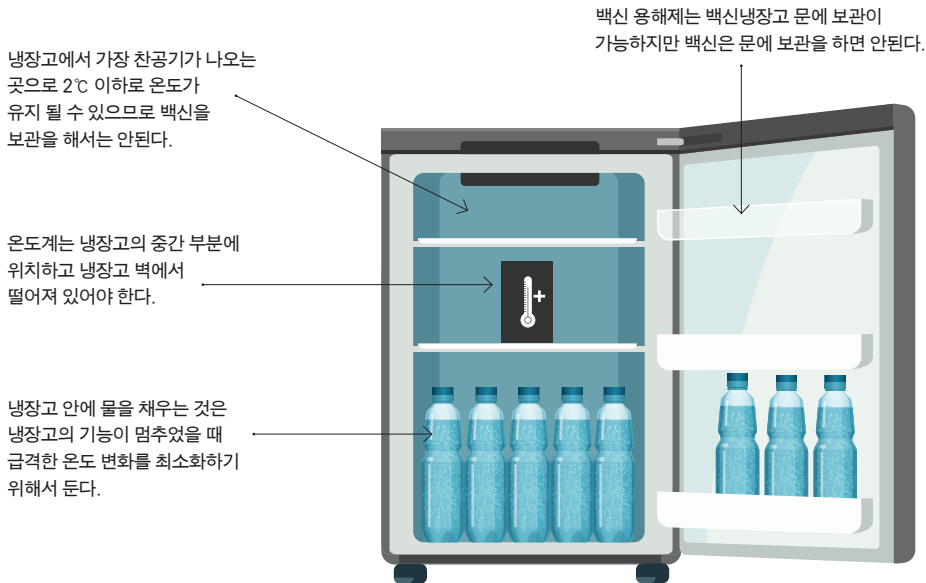 백신 용해제는 백신냉장고 문에 보관이
가능하지만 백신은 문에 보관을 하면 안된다.
냉장고에서 가장 찬공기가 나오는
곳으로 2℃ 이하로 온도가
유지 될 수 있으므로 백신을
보관을 해서는 안된다.
온도계는 냉장고의 중간 부분에
위치하고 냉장고 벽에서
떨어져 있어야 한다.
냉장고 안에 물을 채우는 것은
냉장고의 기능이 멈추었을 때
급격한 온도 변화를 최소화하기
위해서 둔다.